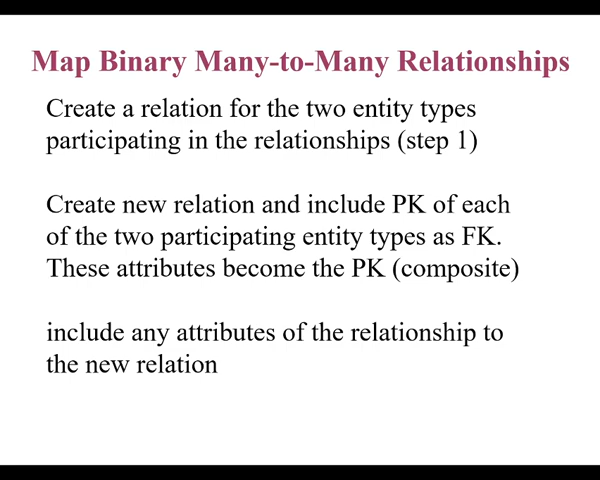 Map Binary Many-to-Many Relationships
Create a relation for the two entity types
participating in the relationships (step 1)
Create new relation and include PK of each
of the two participating entity types as FK.
These attributes become the PK (composite)
include any attributes of the relationship to
the new relation